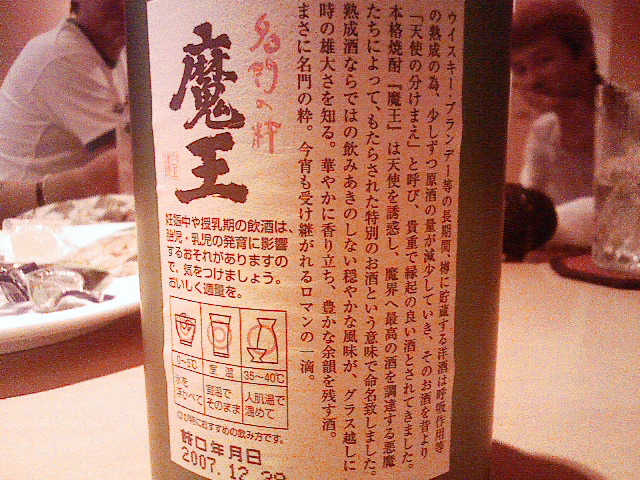 ウイスキー、ブランデー等の長期間、樽に貯蔵する洋酒は呼吸作用等
の熟成の為、少しずつ原酒の量が減少していき、そのお酒を昔より
「天使の分けまえ」と呼び、貴重で縁起の良い酒とされてきました。
本格焼酎『魔王』は天使を誘惑し、魔界へ最高の酒を調達する悪魔
たちによって、もたらされた特別のお酒という意味で命名致しました。
熟成酒ならではの飲みあきのしない穏やかな風味が、グラス越しに
時の雄大さを知る。華やかに香り立ち、豊かな余韻を残す酒。
まさに名門の粋。今宵も受け継がれるロマンの一滴。
名門の粋
魔王
妊娠中や授乳期の飲酒は、
胎児・乳児の発育に影響
するおそれがありますの
で、気をつけましょう。
おいしく適量を。
0〜5℃
室温
35〜40℃
氷を
浮かべて
室温で
そのまま
人肌温で
温めて
◎が特におすすめの飲み方です。
詰口年月日
2007.12.